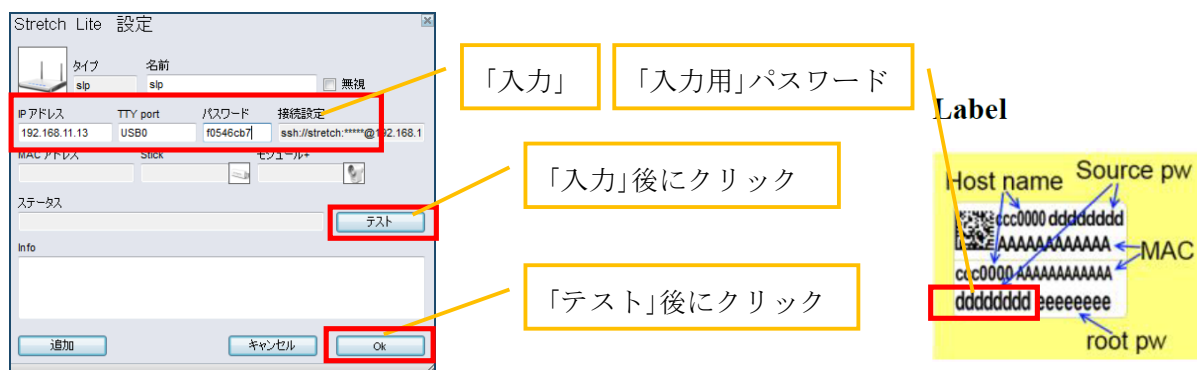 Stretch Lite 設定
タイプ 名前
slp slp 無視
IPアドレス TTY port パスワード 接続設定
192.168.11.13 USB0 f0546cb7 ssh://stretch:*****@192.168.1
MAC アドレス Stick モジュール+
ステータス
テスト
Info
追加 キャンセル Ok
「入力」
「入力用」パスワード
「入力」後にクリック
「テスト」後にクリック
Label
Host name Source pw
ccc0000 dddddddd
AAAAAAAAAAAA
MAC
ccc0000 AAAAAAAAAAAA
dddddddd eeeeeeee
root pw